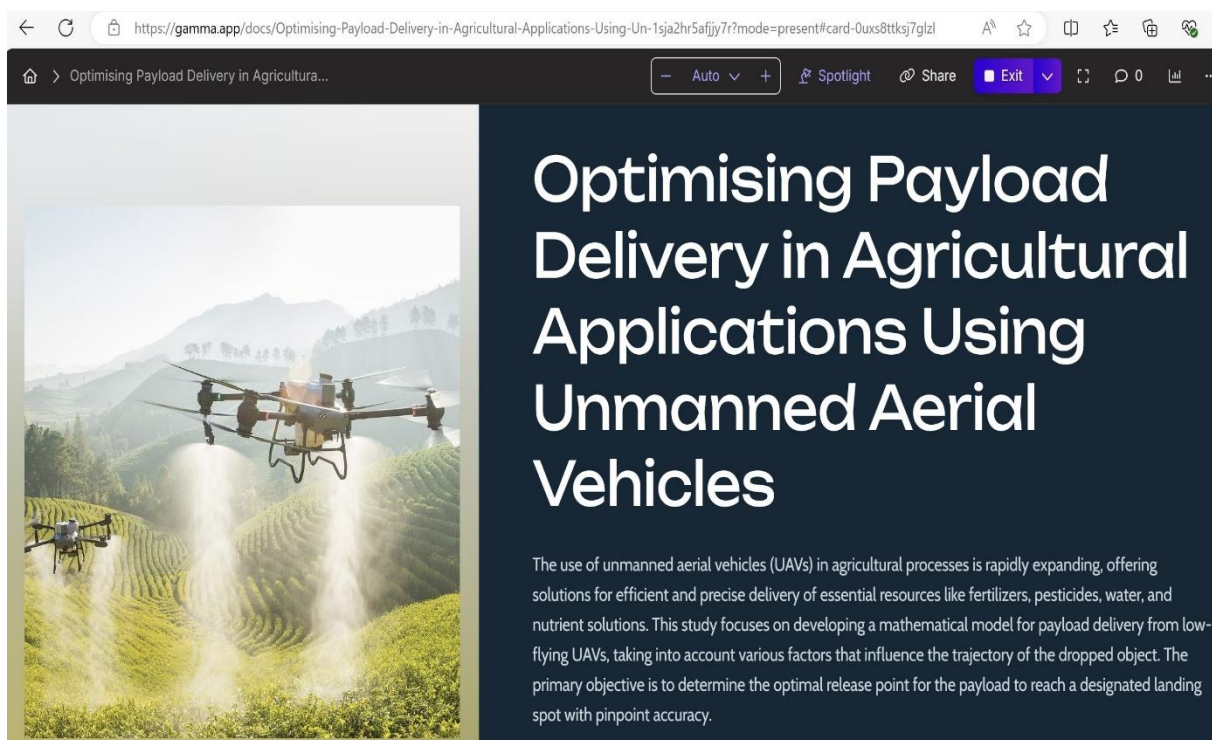 https://gamma.app/docs/Optimising-Payload-Delivery-in-Agricultural-Applications-Using-Un-1sja2hr5afjjy7r?mode=present#card-0uxs8ttksj7glzl
Optimising Payload Delivery in Agricultura...
Auto
Spotlight
Share
Exit
0
Optimising Payload
Delivery in Agricultural
Applications Using
Unmanned Aerial
Vehicles
The use of unmanned aerial vehicles (UAVs) in agricultural processes is rapidly expanding, offering
solutions for efficient and precise delivery of essential resources like fertilizers, pesticides, water, and
nutrient solutions. This study focuses on developing a mathematical model for payload delivery from low-
flying UAVs, taking into account various factors that influence the trajectory of the dropped object. The
primary objective is to determine the optimal release point for the payload to reach a designated landing
spot with pinpoint accuracy.